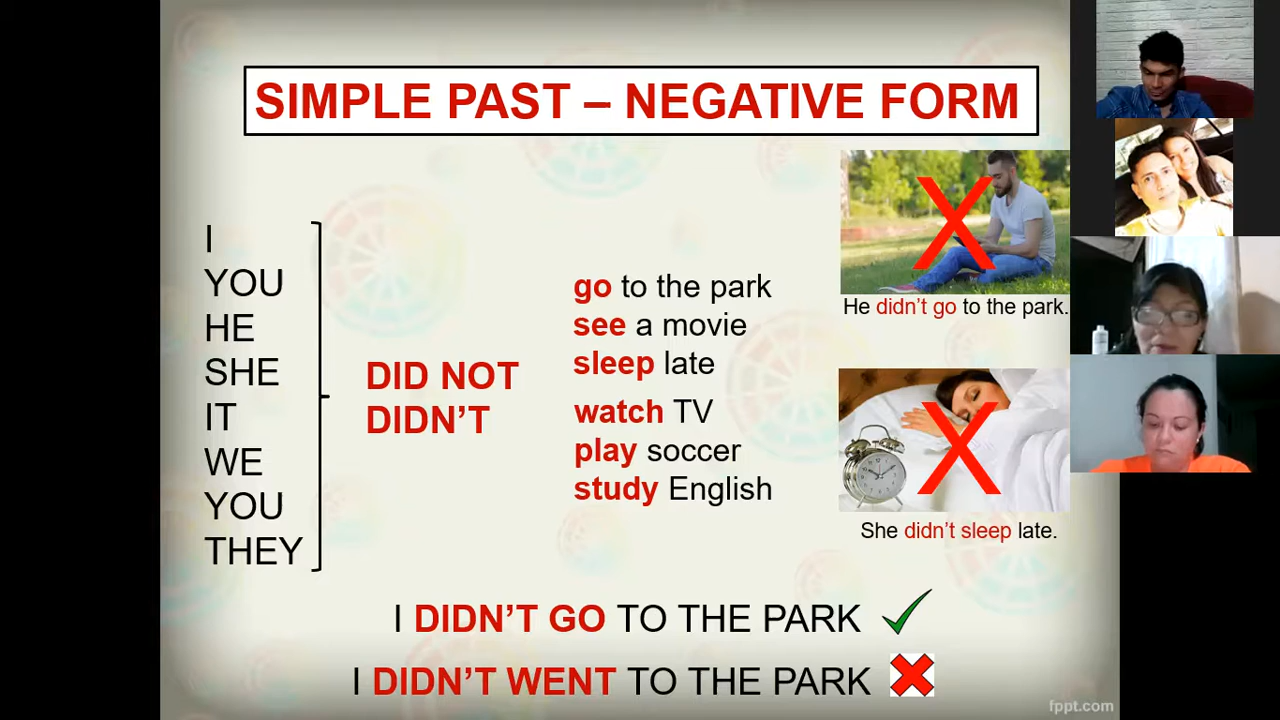 SIMPLE PAST – NEGATIVE FORM
I
YOU
HE
SHE
IT
WE
YOU
THEY
DID NOT
DIDN'T
go to the park
see a movie
sleep late
watch TV
play soccer
study English
He didn't go to the park.
She didn't sleep late.
I DIDN'T GO TO THE PARK
I DIDN'T WENT TO THE PARK
fppt.com